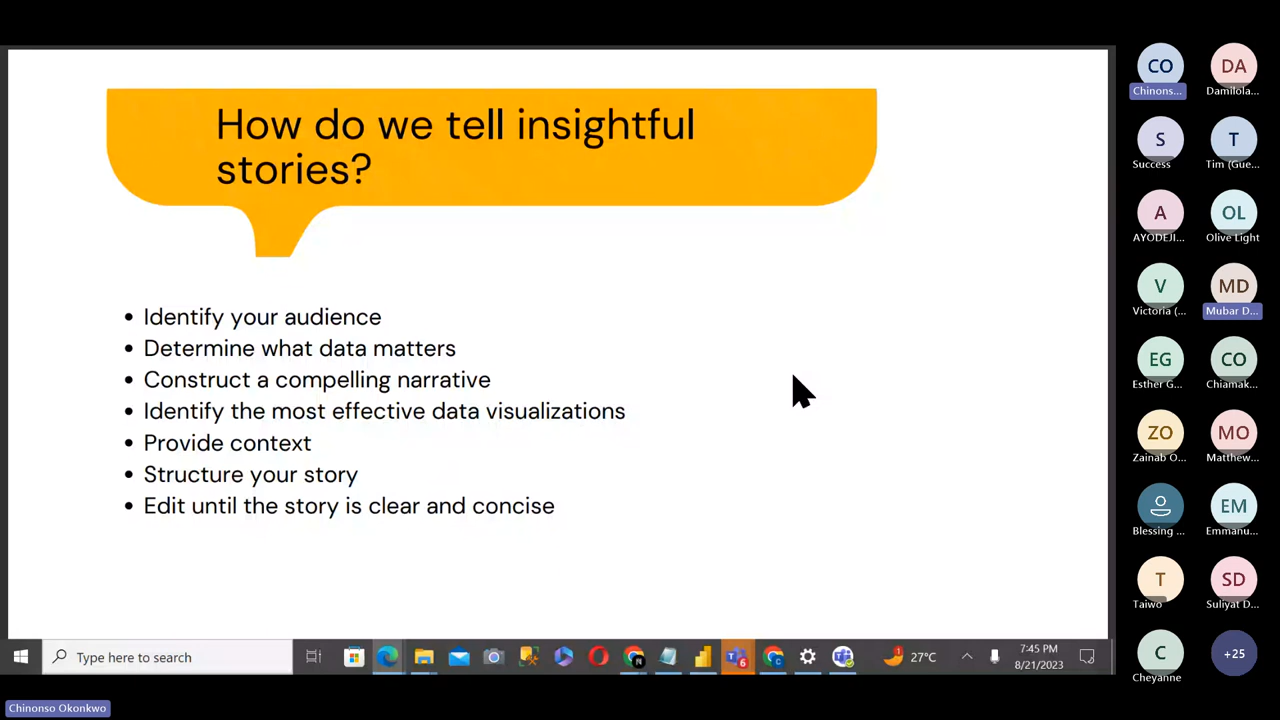 How do we tell insightful
stories?
• Identify your audience
• Determine what data matters
• Construct a compelling narrative
• Identify the most effective data visualizations
• Provide context
• Structure your story
• Edit until the story is clear and concise
CO
Chinons...
DA
Damilola...
S
Success
T
Tim (Gue...
A
AYODEJI...
OL
Olive Light
V
Victoria (...
MD
Mubar D...
EG
Esther G...
CO
Chiamak...
ZO
Zainab O...
MO
Matthew...
Blessing ...
EM
Emmanu...
T
Taiwo
SD
Suliyat D...
C
Cheyanne
+25
Type here to search
N
6
27°C
7:45 PM
8/21/2023
Chinonso Okonkwo